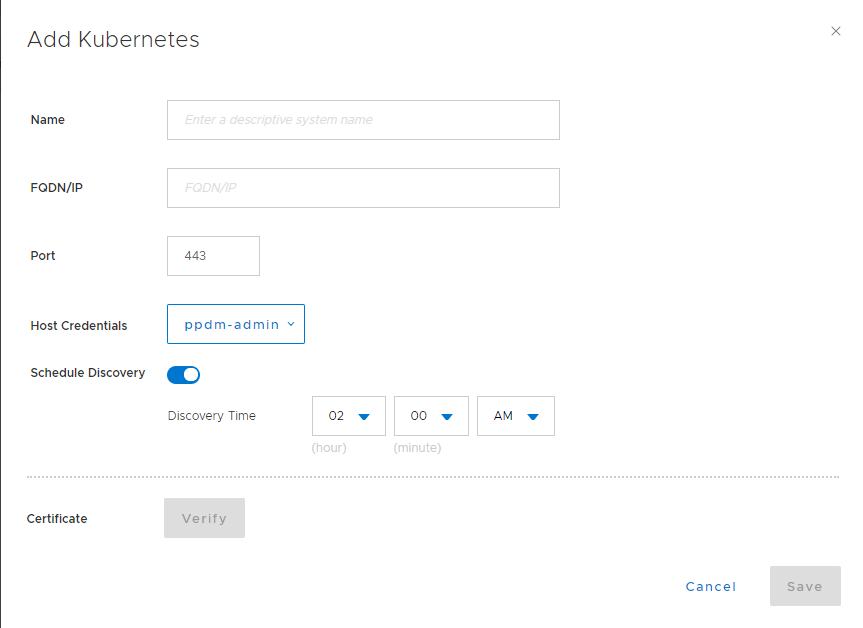 Add Kubernetes
Name
Enter a descriptive system name
FQDN/IP
FQDN/IP
Port
443
Host Credentials
ppdm-admin
Schedule Discovery
Discovery Time
02
00
AM
(hour)
(minute)
Certificate
Verify
Cancel
Save